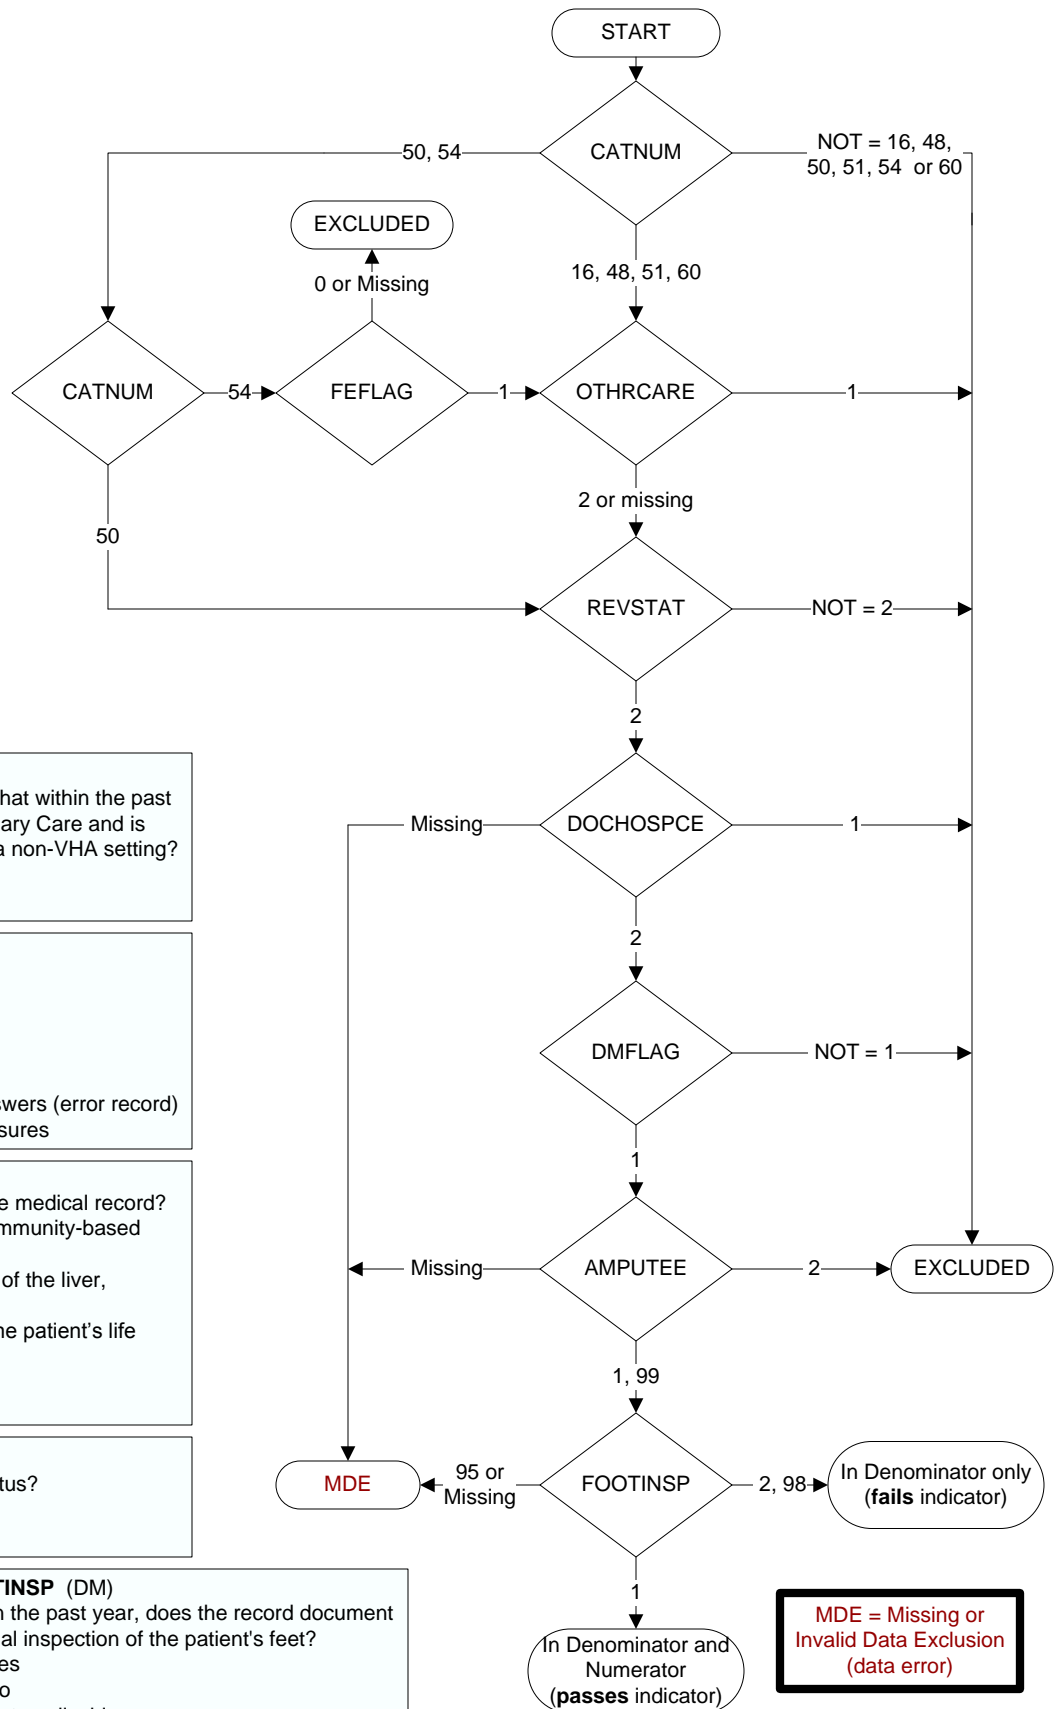 START
CATNUM
50, 54
NOT = 16, 48,
50, 51, 54 or 60
EXCLUDED
0 or Missing
16, 48, 51, 60
CATNUM
54
FEFLAG
1
OTHRCARE
1
2 or missing
50
REVSTAT
NOT = 2
2
hat within the past
ary Care and is
a non-VHA setting?
Missing
DOCHOSPCE
1
2
swers (error record)
sures
DMFLAG
NOT = 1
1
e medical record?
mmunity-based
of the liver,
he patient's life
Missing
AMPUTEE
2
EXCLUDED
1, 99
tus?
MDE
95 or
Missing
FOOTINSP
2, 98
In Denominator only
(fails indicator)
1
TINSP (DM)
n the past year, does the record document
al inspection of the patient's feet?
es
o
In Denominator and
Numerator
(passes indicator)
MDE = Missing or
Invalid Data Exclusion
(data error)